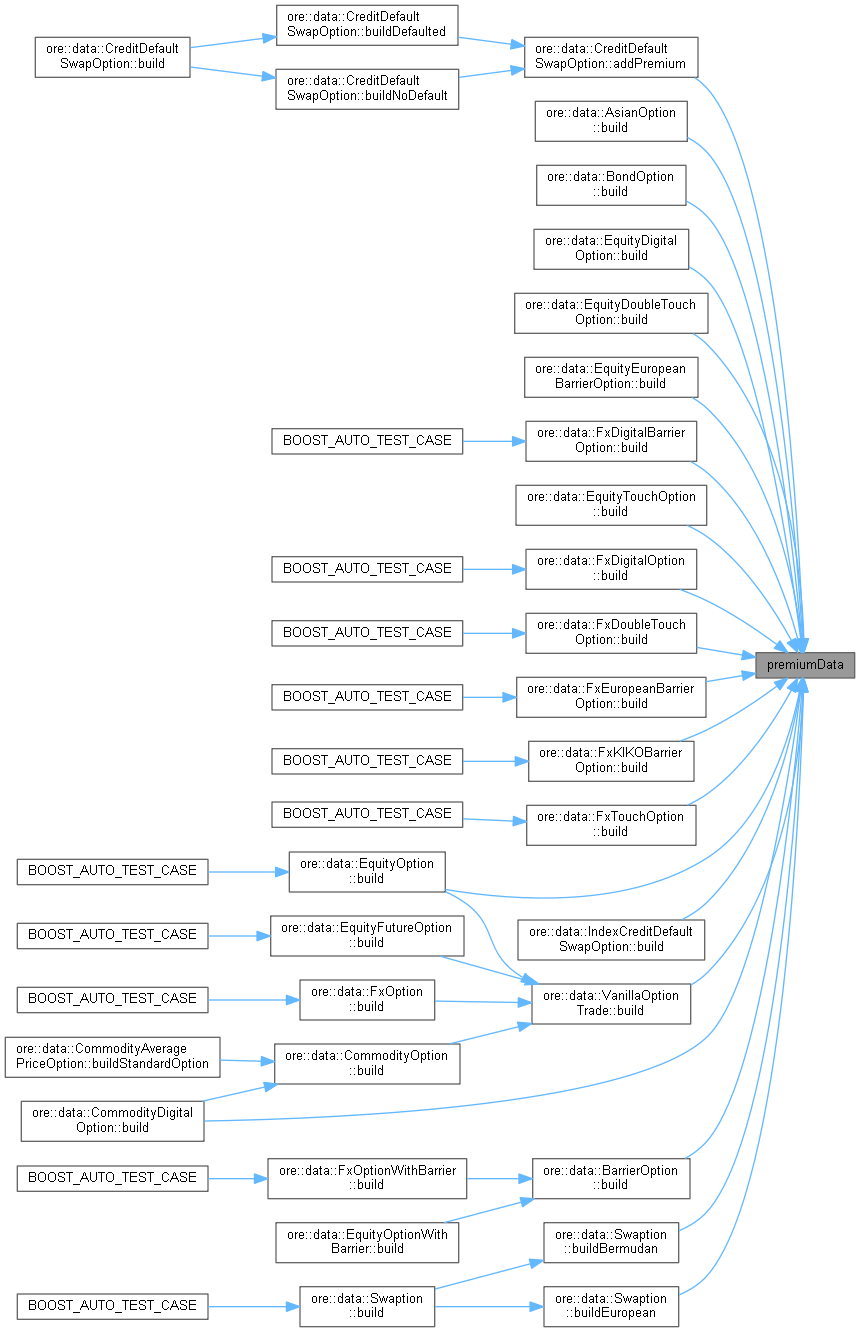 ore::data::CreditDefault
SwapOption::build
ore::data::CreditDefault
SwapOption::buildDefaulted
ore::data::CreditDefault
SwapOption::buildNoDefault
ore::data::CreditDefault
SwapOption::addPremium
ore::data::AsianOption
::build
ore::data::BondOption
::build
ore::data::EquityDigital
Option::build
ore::data::EquityDoubleTouch
Option::build
ore::data::EquityEuropean
BarrierOption::build
BOOST_AUTO_TEST_CASE
ore::data::FxDigitalBarrier
Option::build
ore::data::EquityTouchOption
::build
BOOST_AUTO_TEST_CASE
ore::data::FxDigitalOption
::build
BOOST_AUTO_TEST_CASE
ore::data::FxDoubleTouch
Option::build
premiumData
BOOST_AUTO_TEST_CASE
ore::data::FxEuropeanBarrier
Option::build
BOOST_AUTO_TEST_CASE
ore::data::FxKIKOBarrier
Option::build
BOOST_AUTO_TEST_CASE
ore::data::FxTouchOption
::build
BOOST_AUTO_TEST_CASE
ore::data::EquityOption
::build
BOOST_AUTO_TEST_CASE
ore::data::EquityFutureOption
::build
ore::data::IndexCreditDefault
SwapOption::build
BOOST_AUTO_TEST_CASE
ore::data::FxOption
::build
ore::data::VanillaOption
Trade::build
ore::data::CommodityAverage
PriceOption::buildStandardOption
ore::data::CommodityOption
::build
ore::data::CommodityDigital
Option::build
BOOST_AUTO_TEST_CASE
ore::data::FxOptionWithBarrier
::build
ore::data::BarrierOption
::build
ore::data::EquityOptionWith
Barrier::build
ore::data::Swaption
::buildBermudan
BOOST_AUTO_TEST_CASE
ore::data::Swaption
::build
ore::data::Swaption
::buildEuropean